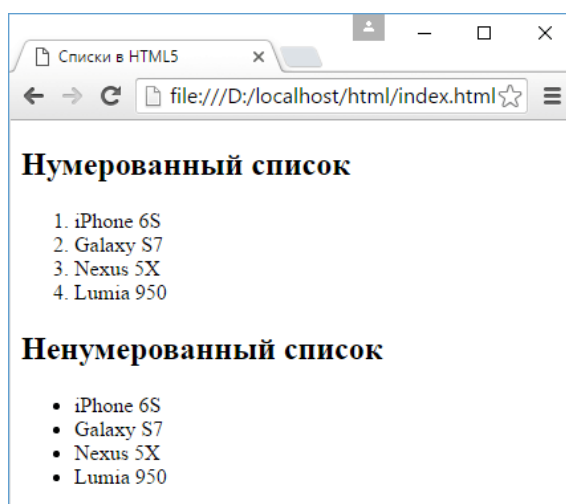 Списки в HTML5
file:///D:/localhost/html/index.html
Нумерованный список
1. iPhone 6S
2. Galaxy S7
3. Nexus 5X
4. Lumia 950
Ненумерованный список
• iPhone 6S
• Galaxy S7
• Nexus 5X
• Lumia 950